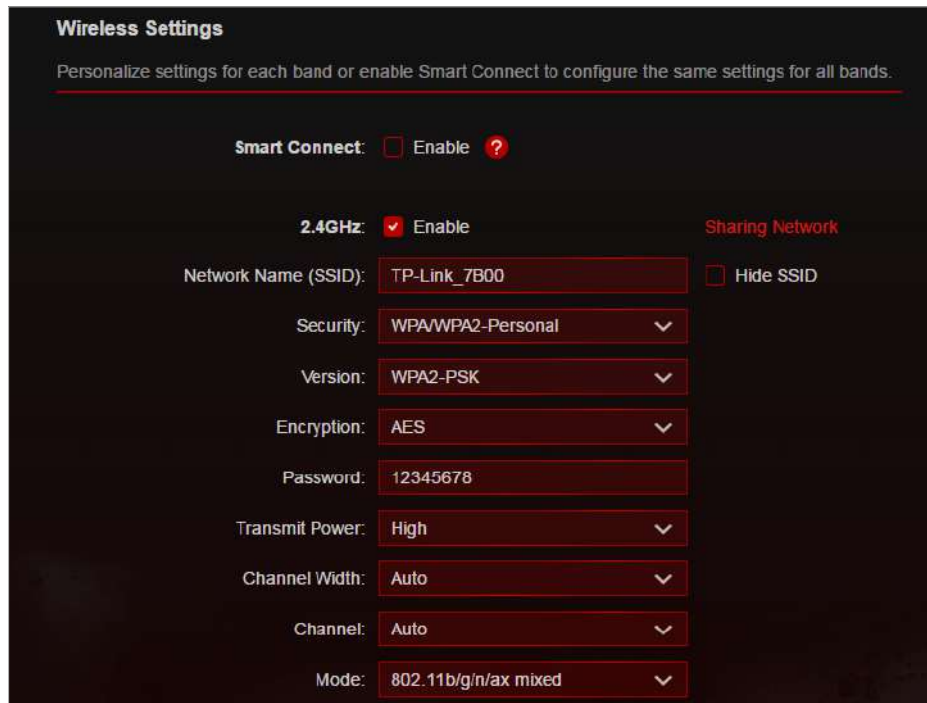 Wireless Settings
Personalize settings for each band or enable Smart Connect to configure the same settings for all bands.
Smart Connect: Enable ?
2.4GHz: Enable Sharing Network
Network Name (SSID): TP-Link_7B00 Hide SSID
Security: WPA/WPA2-Personal
Version: WPA2-PSK
Encryption: AES
Password: 12345678
Transmit Power: High
Channel Width: Auto
Channel: Auto
Mode: 802.11b/g/n/ax mixed